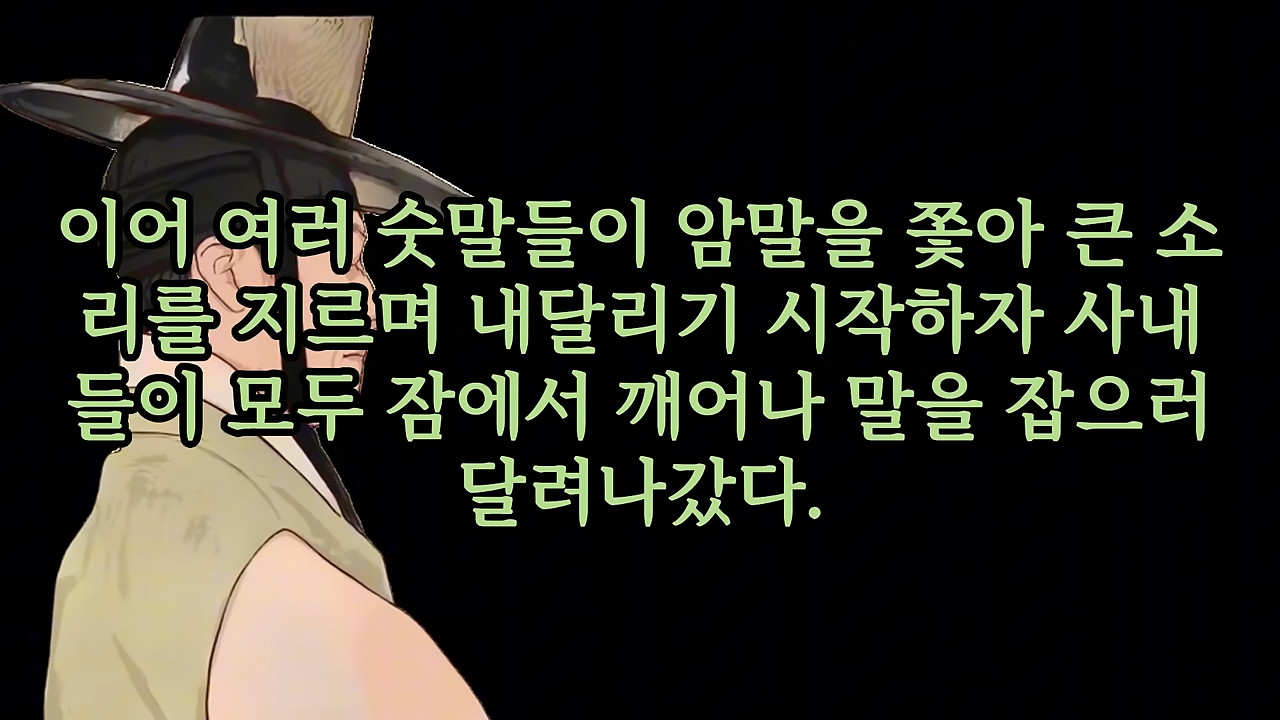 이어 여러 숫말들이 암말을 쫓아 큰 소
리를 지르며 내달리기 시작하자 사내
들이 모두 잠에서 깨어나 말을 잡으러
달려나갔다.